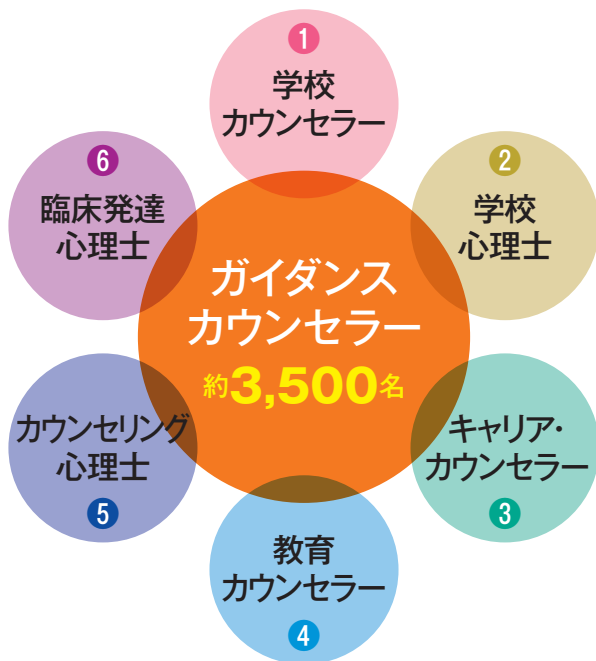 1
学校
カウンセラー
2
学校
心理士
キャリア・
カウンセラー
3
教育
カウンセラー
4
カウンセリング
心理士
5
6
臨床発達
心理士
ガイダンス
カウンセラー
約3,500名